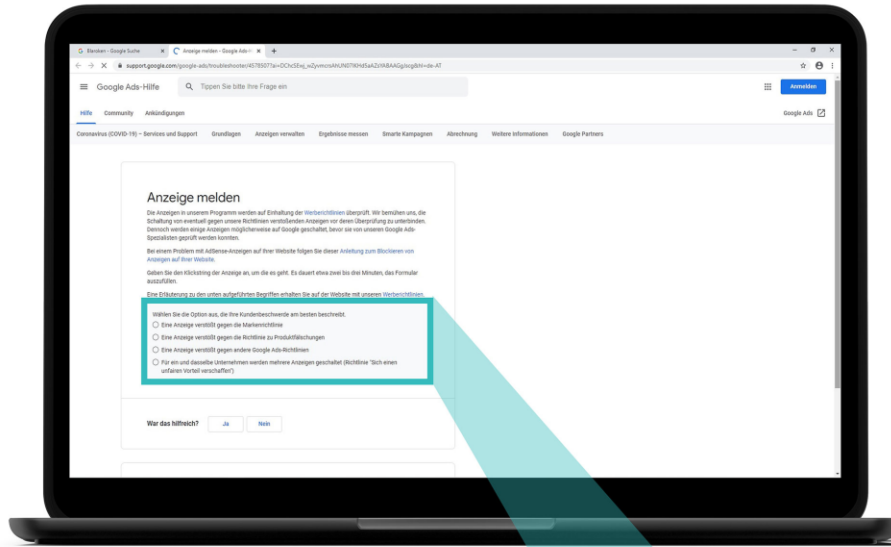 Blaroken - Google Suche
Anzeige melden - Google Ads-H
support.google.com/google-ads/troubleshooter/4578507?
Google Ads-Hilfe
Tippen Sie bitte Ihre Frage ein
Anmelden
Hilfe Community Ankündigungen
Google Ads
Coronavirus (COVID-19) – Services und Support Grundlagen Anzeigen verwalten Ergebnisse messen Smarte Kampagnen Abrechnung Weitere Informationen Google Partners
Anzeige melden
Die Anzeigen in unserem Programm werden auf Einhaltung der Werberichtlinien überprüft. Wir bemühen uns, die
Schaltung von eventuell gegen unsere Richtlinien verstoßenden Anzeigen vor deren Überprüfung zu unterbinden.
Dennoch werden einige Anzeigen möglicherweise auf Google geschaltet, bevor sie von unseren Google Ads-
Spezialisten geprüft werden konnten.
Bei einem Problem mit AdSense-Anzeigen auf Ihrer Website folgen Sie dieser Anleitung zum Blockieren von
Anzeigen auf Ihrer Website.
Geben Sie den Klickstring der Anzeige an, um die es geht. Es dauert etwa zwei bis drei Minuten, das Formular
auszufüllen.
Eine Erläuterung zu den unten aufgeführten Begriffen erhalten Sie auf der Website mit unseren Werberichtlinien.
Wählen Sie die Option aus, die Ihre Kundenbeschwerde am besten beschreibt.
Eine Anzeige verstößt gegen die Markenrichtlinie
Eine Anzeige verstößt gegen die Richtlinie zu Produktfälschungen
Eine Anzeige verstößt gegen andere Google Ads-Richtlinien
Für ein und dasselbe Unternehmen werden mehrere Anzeigen geschaltet (Richtlinie "Sich einen
unfairen Vorteil verschaffen")
War das hilfreich? Ja Nein